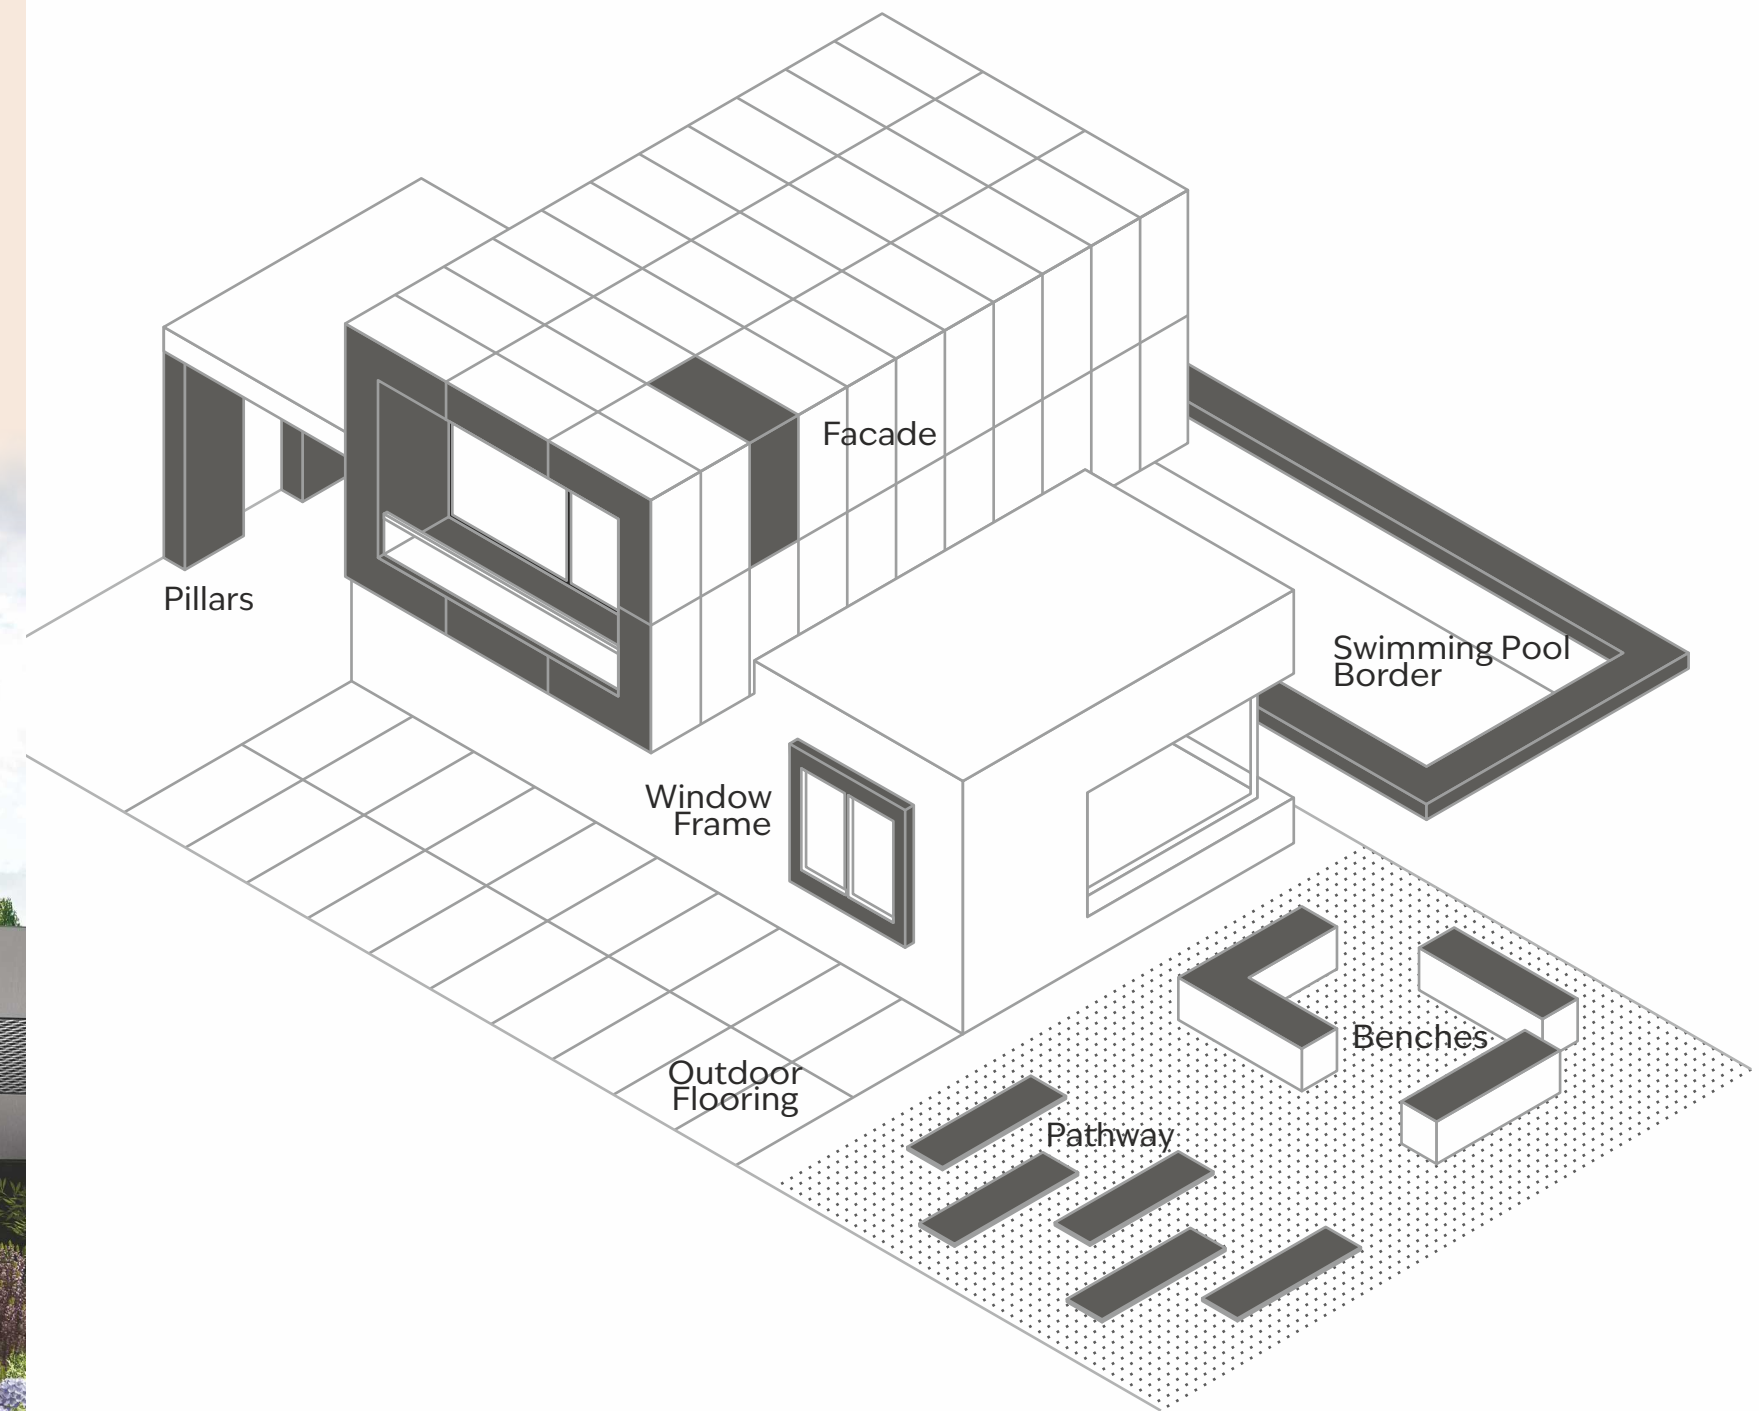 Facade
Pillars
Swimming Pool
Border
Window
Frame
Benches
Outdoor
Flooring
Pathway